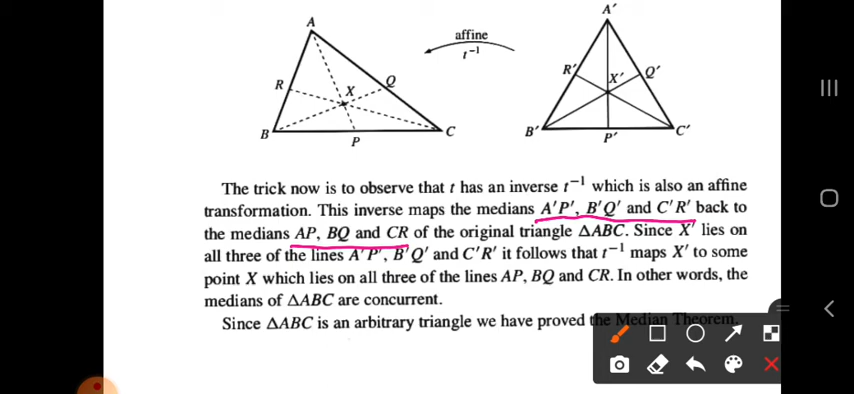 A
A′
affine
t⁻¹
R
X
Q
R′
X′
Q′
B
P
C
B′
P′
C′
The trick now is to observe that t has an inverse t⁻¹ which is also an affine
transformation. This inverse maps the medians A′P′, B′Q′ and C′R′ back to
the medians AP, BQ and CR of the original triangle ΔABC. Since X′ lies on
all three of the lines A′P′, B′Q′ and C′R′ it follows that t⁻¹ maps X′ to some
point X which lies on all three of the lines AP, BQ and CR. In other words, the
medians of ΔABC are concurrent.
Since ΔABC is an arbitrary triangle we have proved the Median Theorem.